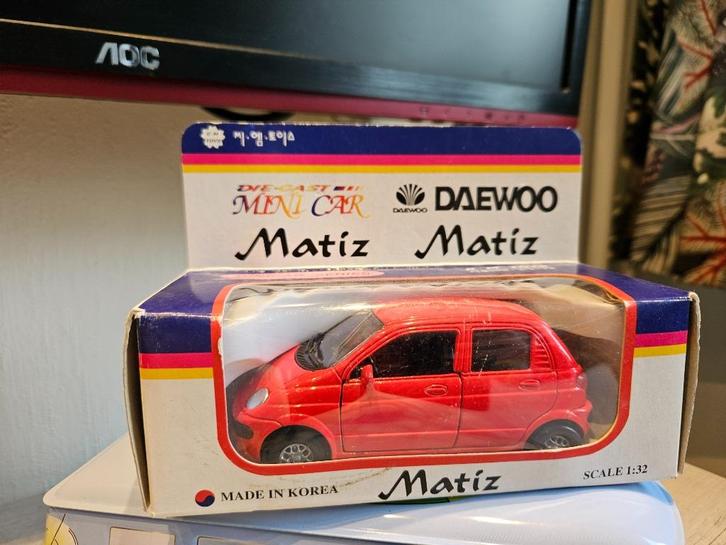 AOC
지·엠·토이스
DIE-CAST
MINI CAR
DAEWOO
DAEWOO
Matiz
Matiz
MADE IN KOREA
Matiz
SCALE 1:32